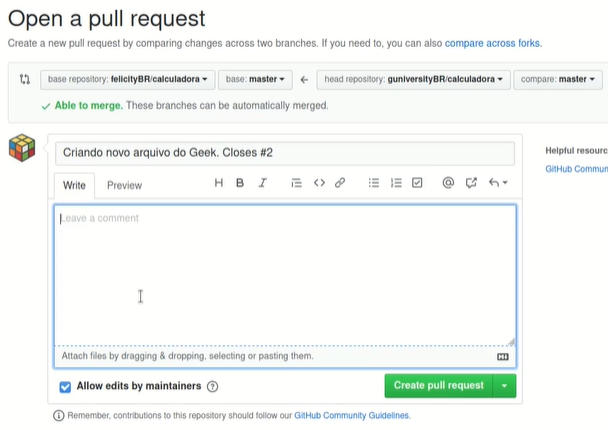 Open a pull request
Create a new pull request by comparing changes across two branches. If you need to, you can also compare across forks.
base repository: felicityBR/calculadora base: master ← head repository: guniversityBR/calculadora compare: master
✓ Able to merge. These branches can be automatically merged.
Criando novo arquivo do Geek. Closes #2
Helpful resourc
Write Preview H B I @
GitHub Commun
Leave a comment
Attach files by dragging & dropping, selecting or pasting them.
Allow edits by maintainers ?
Create pull request
Remember, contributions to this repository should follow our GitHub Community Guidelines.